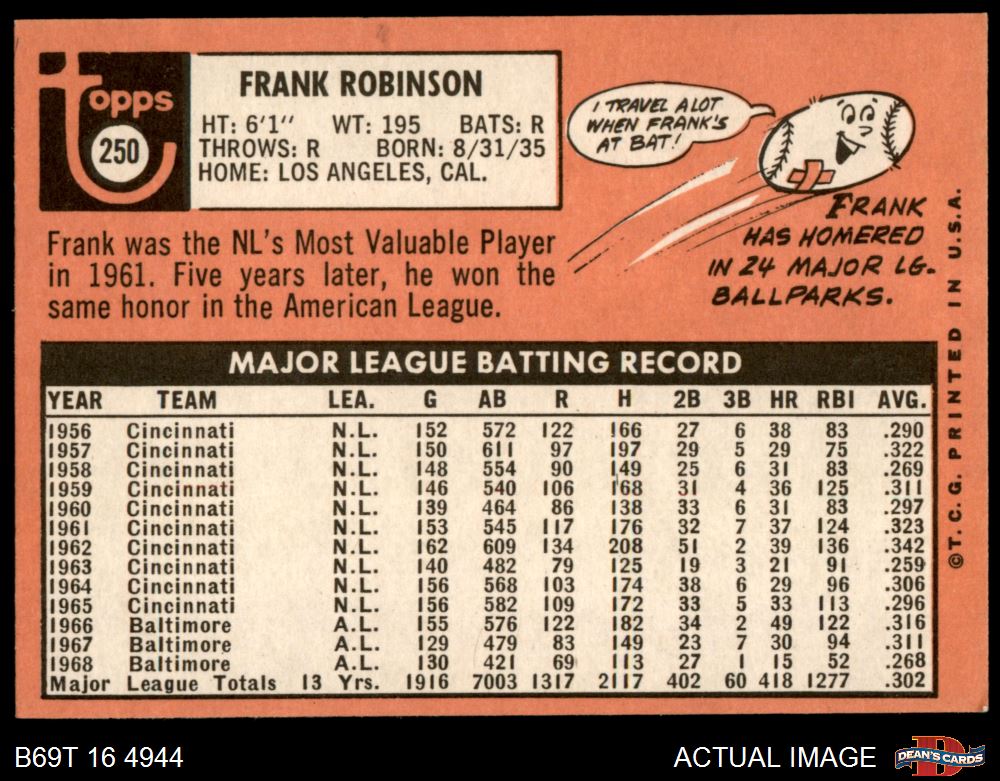 Topps
250
FRANK ROBINSON
HT: 6'1" WT: 195 BATS: R
THROWS: R BORN: 8/31/35
HOME: LOS ANGELES, CAL.
I TRAVEL A LOT
WHEN FRANK'S
AT BAT!
FRANK
HAS HOMERED
IN 24 MAJOR LG.
BALLPARKS.
Frank was the NL's Most Valuable Player
in 1961. Five years later, he won the
same honor in the American League.
MAJOR LEAGUE BATTING RECORD
YEAR TEAM LEA. G AB R H 2B 3B HR RBI AVG.
1956 Cincinnati N.L. 152 572 122 166 27 6 38 83 .290
1957 Cincinnati N.L. 150 611 97 197 29 5 29 75 .322
1958 Cincinnati N.L. 148 554 90 149 25 6 31 83 .269
1959 Cincinnati N.L. 146 540 106 168 31 4 36 125 .311
1960 Cincinnati N.L. 139 464 86 138 33 6 31 83 .297
1961 Cincinnati N.L. 153 545 117 176 32 7 37 124 .323
1962 Cincinnati N.L. 162 609 134 208 51 2 39 136 .342
1963 Cincinnati N.L. 140 482 79 125 19 3 21 91 .259
1964 Cincinnati N.L. 156 568 103 174 38 6 29 96 .306
1965 Cincinnati N.L. 156 582 109 172 33 5 33 113 .296
1966 Baltimore A.L. 155 576 122 182 34 2 49 122 .316
1967 Baltimore A.L. 129 479 83 149 23 7 30 94 .311
1968 Baltimore A.L. 130 421 69 113 27 1 15 52 .268
Major League Totals 13 Yrs. 1916 7003 1317 2117 402 60 418 1277 .302
©T.C.G. PRINTED IN U.S.A.
B69T 16 4944
ACTUAL IMAGE
D
DEAN'S CARDS